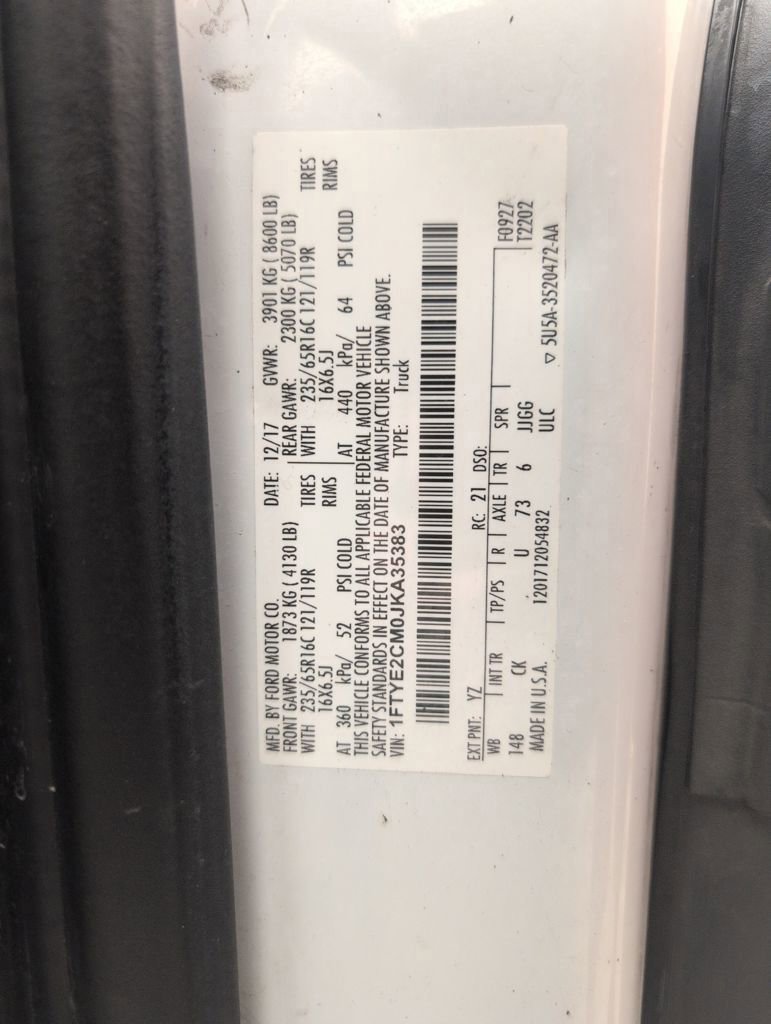 MFD. BY FORD MOTOR CO. DATE: 12/17 GVWR: 3901 KG ( 8600 LB)
FRONT GAWR: 1873 KG ( 4130 LB) REAR GAWR: 2300 KG ( 5070 LB)
WITH 235/65R16C 121/119R TIRES WITH 235/65R16C 121/119R TIRES
16X6.5J RIMS 16X6.5J RIMS
AT 360 kPa/ 52 PSI COLD AT 440 kPa/ 64 PSI COLD
THIS VEHICLE CONFORMS TO ALL APPLICABLE FEDERAL MOTOR VEHICLE
SAFETY STANDARDS IN EFFECT ON THE DATE OF MANUFACTURE SHOWN ABOVE.
VIN: 1FTYE2CM0JKA35383 TYPE: Truck
EXT PNT: YZ RC: 21 DSO:
WB INT TR TP/PS R AXLE TR SPR F0927
148 CK U 73 6 JJGG T2202
MADE IN U.S.A. 1201712054832 ULC ▽ 5U5A-3520472-AA